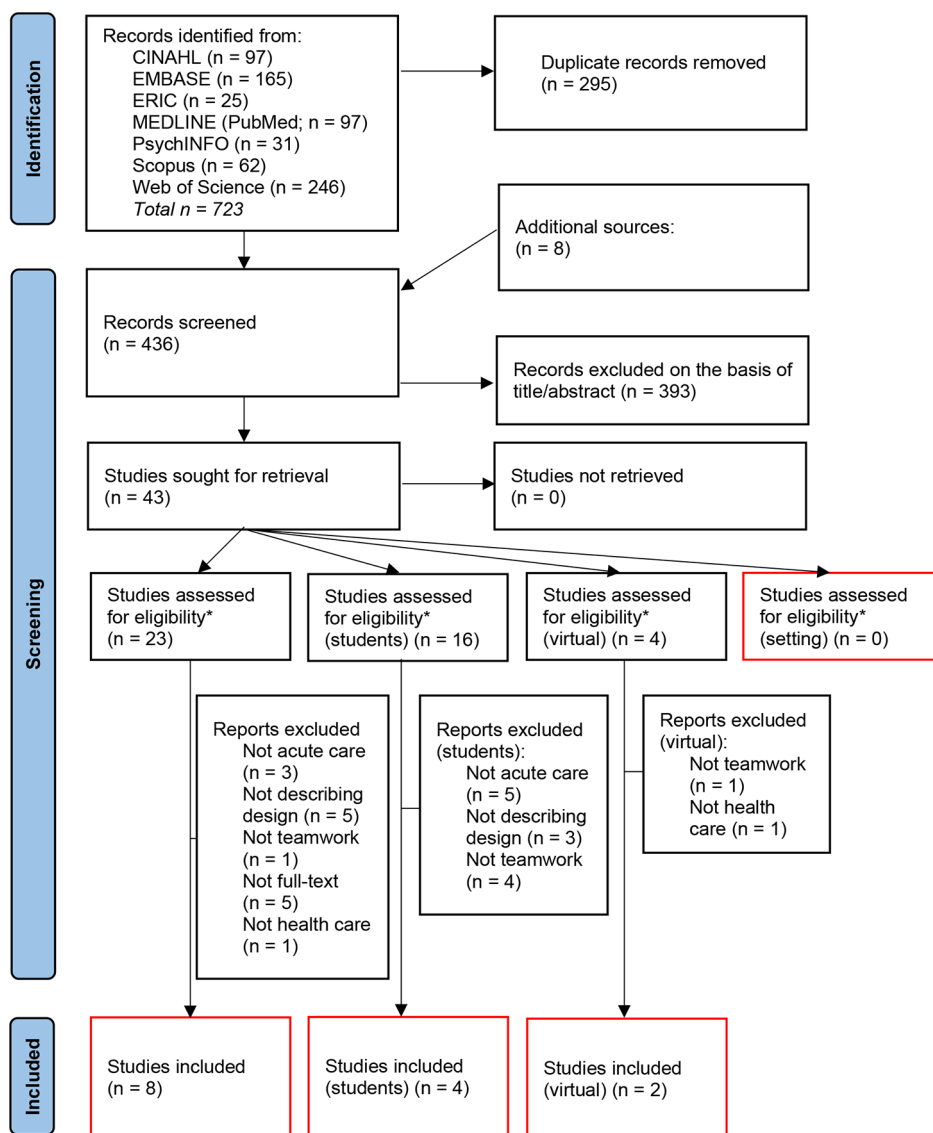 Identification
Records identified from:
CINAHL (n = 97)
EMBASE (n = 165)
ERIC (n = 25)
MEDLINE (PubMed; n = 97)
PsychINFO (n = 31)
Scopus (n = 62)
Web of Science (n = 246)
Total n = 723
Duplicate records removed
(n = 295)
Additional sources:
(n = 8)
Screening
Records screened
(n = 436)
Records excluded on the basis of
title/abstract (n = 393)
Studies sought for retrieval
(n = 43)
Studies not retrieved
(n = 0)
Studies assessed
for eligibility*
(n = 23)
Studies assessed
for eligibility*
(students) (n = 16)
Studies assessed
for eligibility*
(virtual) (n = 4)
Studies assessed
for eligibility*
(setting) (n = 0)
Reports excluded
Not acute care
(n = 3)
Not describing
design (n = 5)
Not teamwork
(n = 1)
Not full-text
(n = 5)
Not health care
(n = 1)
Reports excluded
(students):
Not acute care
(n = 5)
Not describing
design (n = 3)
Not teamwork
(n = 4)
Reports excluded
(virtual):
Not teamwork
(n = 1)
Not health
care (n = 1)
Included
Studies included
(n = 8)
Studies included
(students) (n = 4)
Studies included
(virtual) (n = 2)